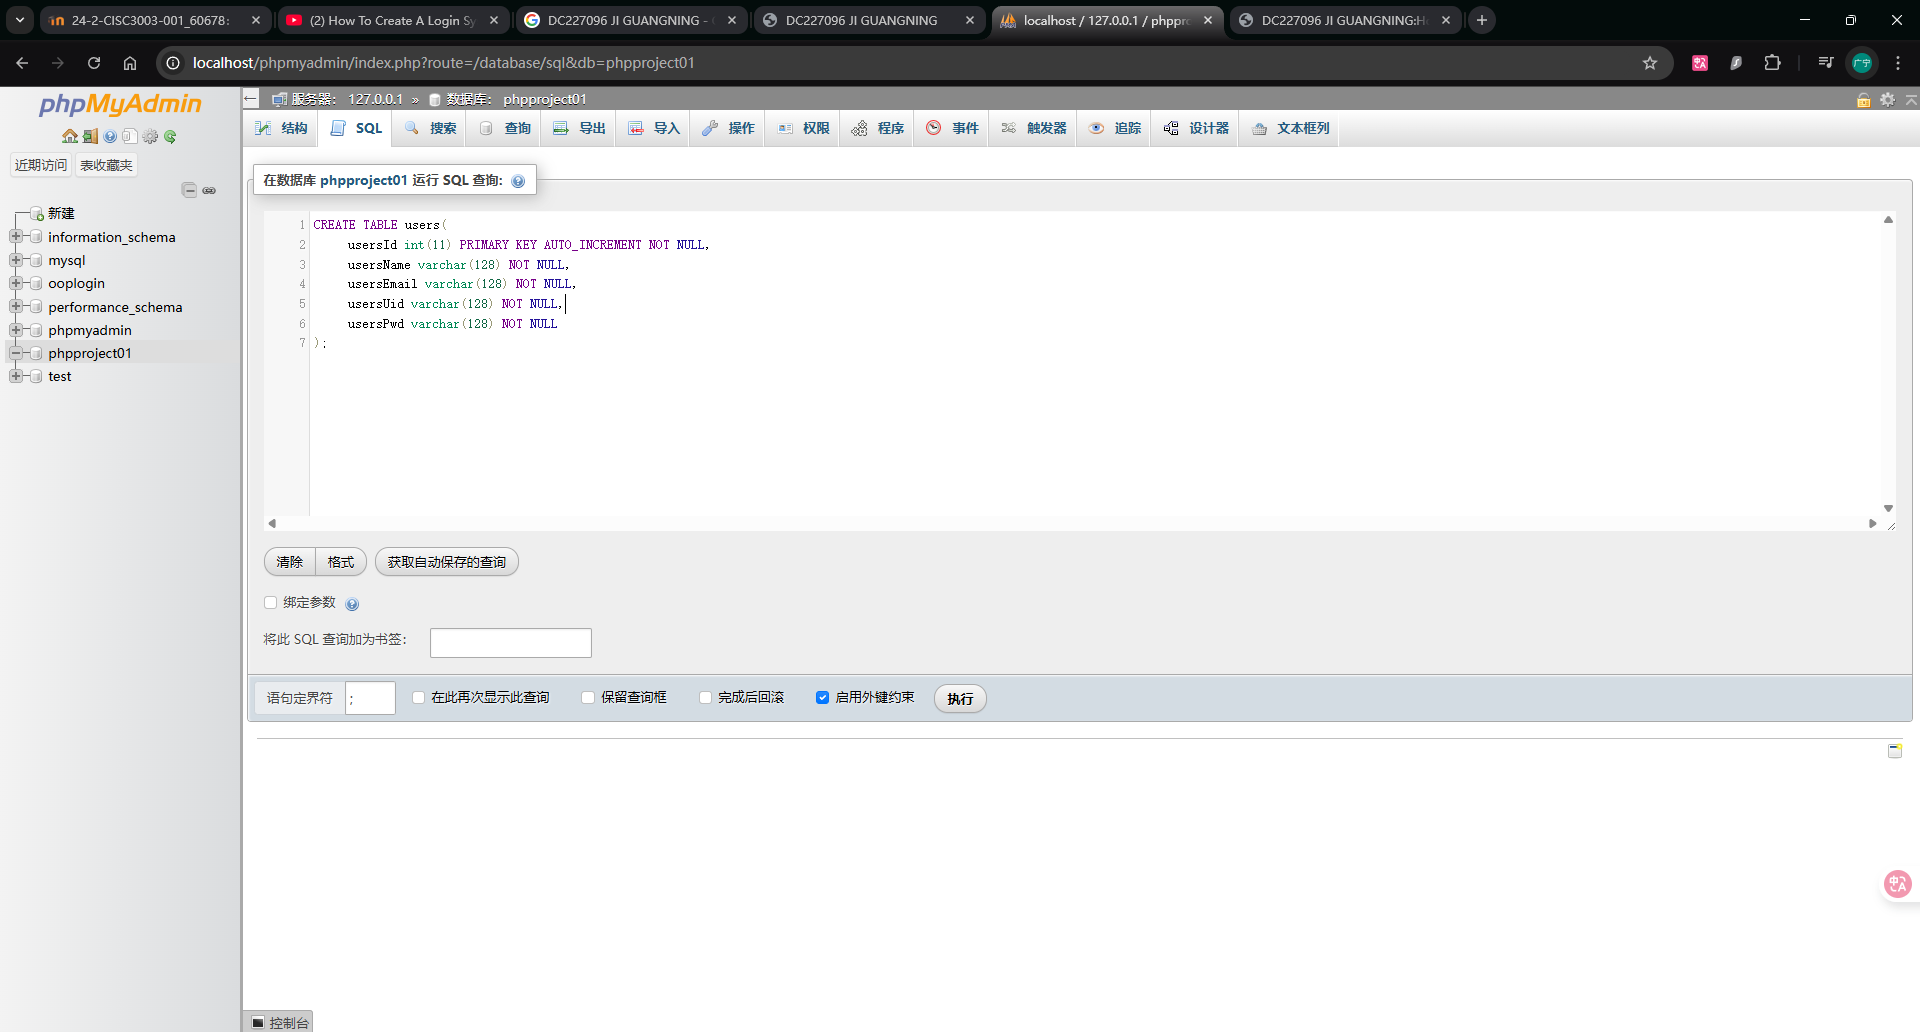 24-2-CISC3003-001_60678:
(2) How To Create A Login Sy
DC227096 JI GUANGNING -
DC227096 JI GUANGNING
localhost / 127.0.0.1 / phppro
DC227096 JI GUANGNING:H
localhost/phpmyadmin/index.php?route=/database/sql&db=phpproject01
广宁
phpMyAdmin
近期访问 表收藏夹
新建
information_schema
mysql
ooplogin
performance_schema
phpmyadmin
phpproject01
test
服务器: 127.0.0.1 » 数据库: phpproject01
结构 SQL 搜索 查询 导出 导入 操作 权限 程序 事件 触发器 追踪 设计器 文本框列
在数据库 phpproject01 运行 SQL 查询:
1 CREATE TABLE users(
2 usersId int(11) PRIMARY KEY AUTO_INCREMENT NOT NULL,
3 usersName varchar(128) NOT NULL,
4 usersEmail varchar(128) NOT NULL,
5 usersUid varchar(128) NOT NULL,
6 usersPwd varchar(128) NOT NULL
7 );
清除 格式 获取自动保存的查询
绑定参数
将此 SQL 查询加为书签:
语句定界符 ; 在此再次显示此查询 保留查询框 完成后回滚 启用外键约束 执行
控制台